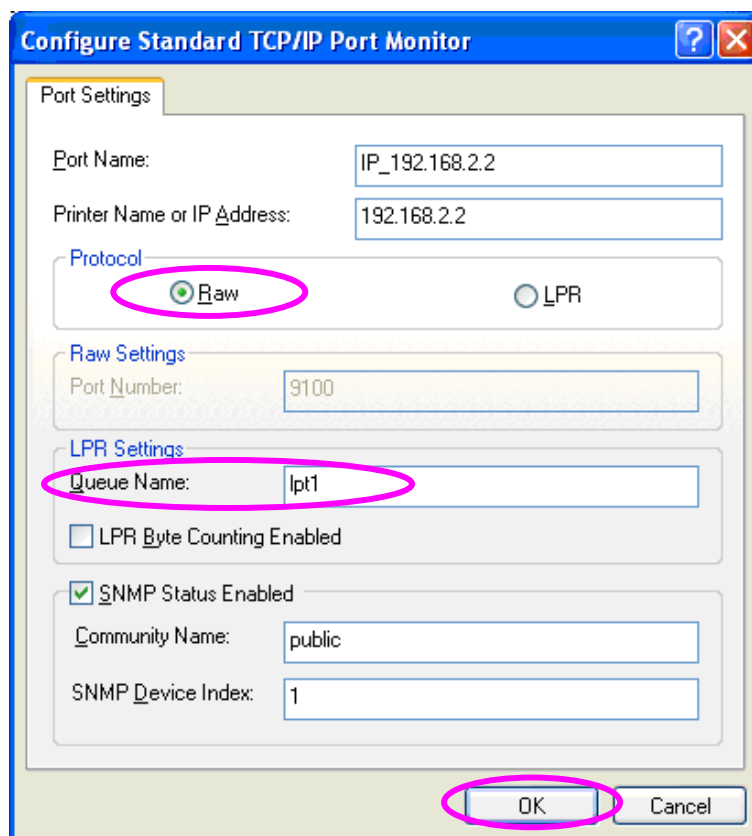 Configure Standard TCP/IP Port Monitor
Port Settings
Port Name: IP_192.168.2.2
Printer Name or IP Address: 192.168.2.2
Protocol
Raw LPR
Raw Settings
Port Number: 9100
LPR Settings
Queue Name: lpt1
LPR Byte Counting Enabled
SNMP Status Enabled
Community Name: public
SNMP Device Index: 1
OK Cancel